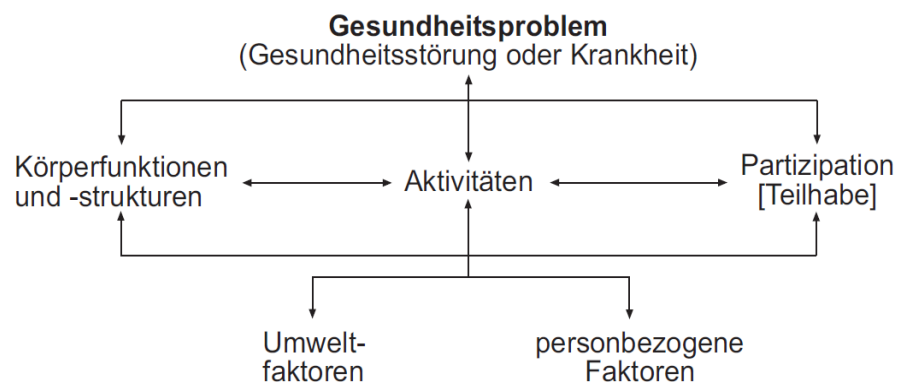 Gesundheitsproblem
(Gesundheitsstörung oder Krankheit)
Körperfunktionen
und -strukturen
Aktivitäten
Partizipation
[Teilhabe]
Umwelt-
faktoren
personbezogene
Faktoren